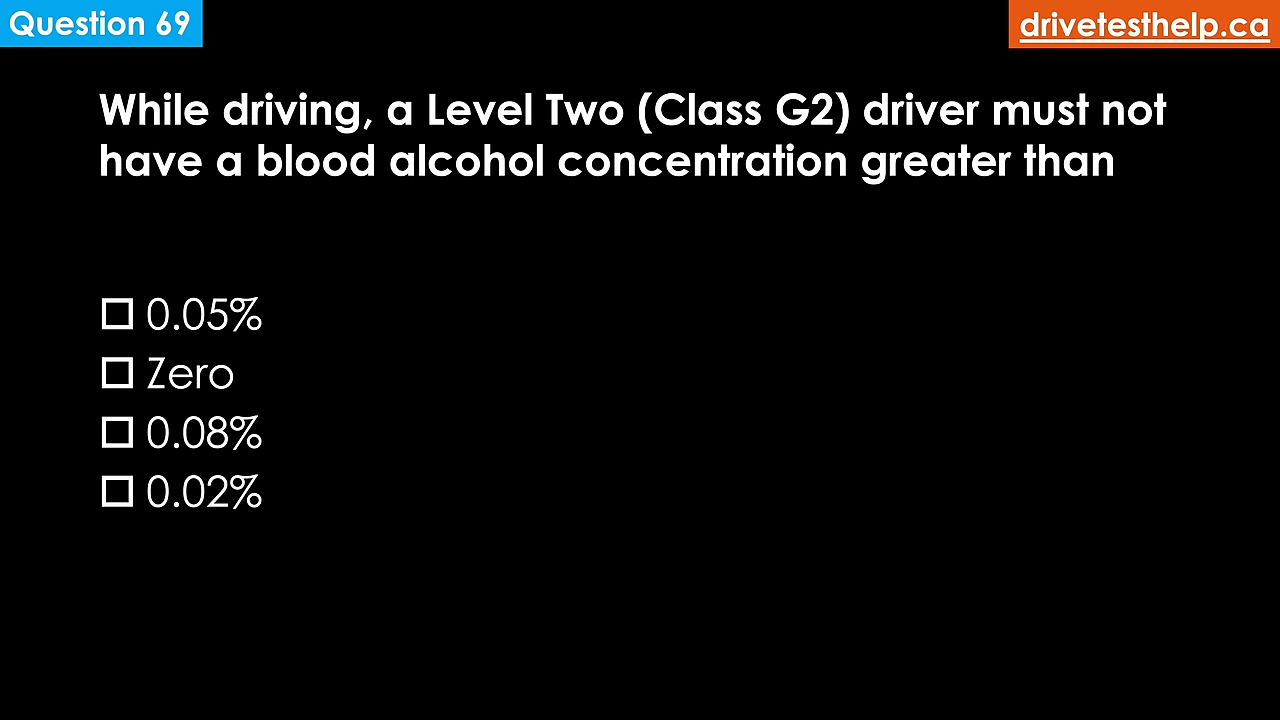 Question 69
drivetesthelp.ca
While driving, a Level Two (Class G2) driver must not
have a blood alcohol concentration greater than
0.05%
Zero
0.08%
0.02%